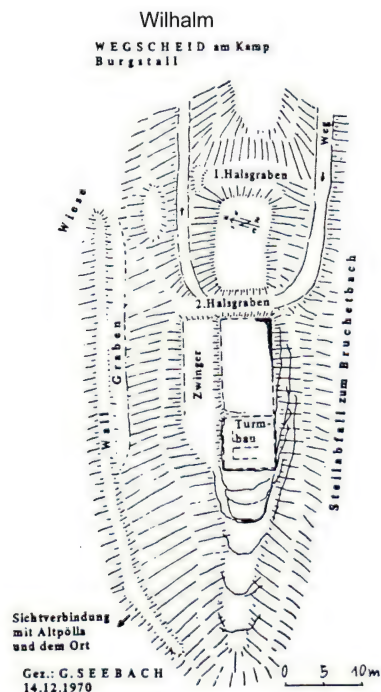 Wilhalm
WEGSCHEID am Kamp
Burgstall
Weg
1.Halsgraben
Wiese
2.Halsgraben
Wall
Graben
Zwinger
Turm-
bau
Steilabfall zum Bruchetbach
Sichtverbindung
mit Altpölla
und dem Ort
Gez.: G. SEEBACH
14.12.1970
0 5 10m